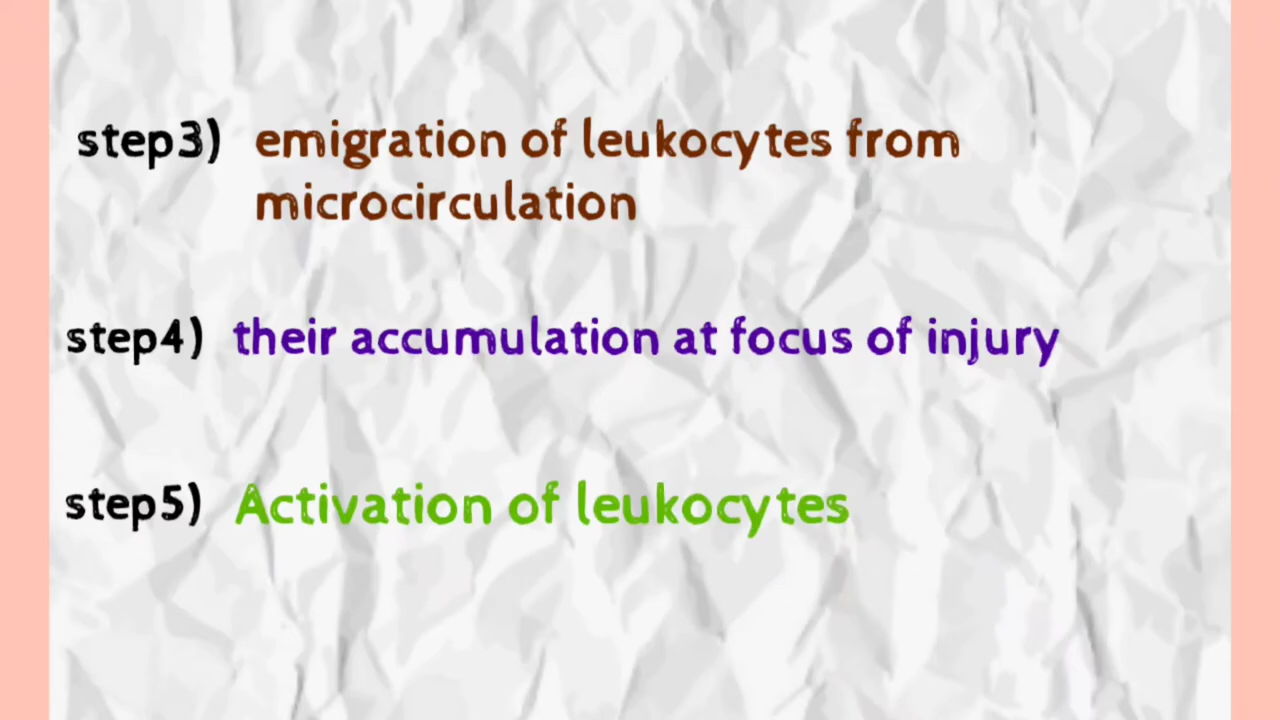 step3) emigration of leukocytes from
microcirculation
step4) their accumulation at focus of injury
step5) Activation of leukocytes